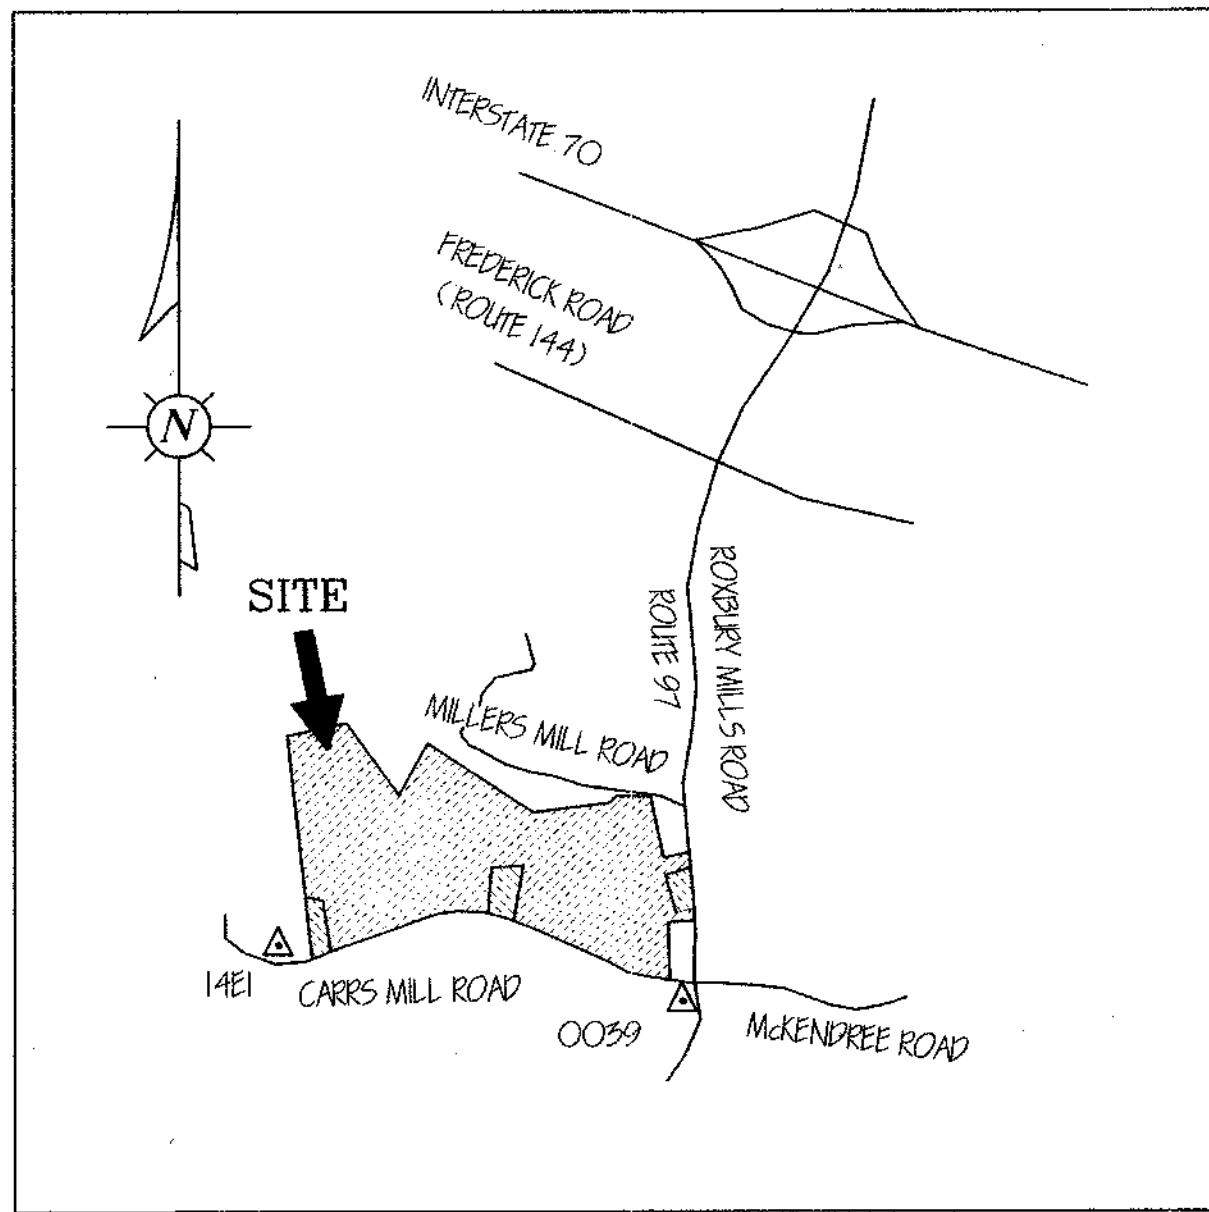 INTERSTATE 70
FREDERICK ROAD
(ROUTE 144)
N
SITE
ROUTE 97
ROXBURY MILLS ROAD
MILLERS MILL ROAD
14E1
CARRS MILL ROAD
0039
McKENDREE ROAD